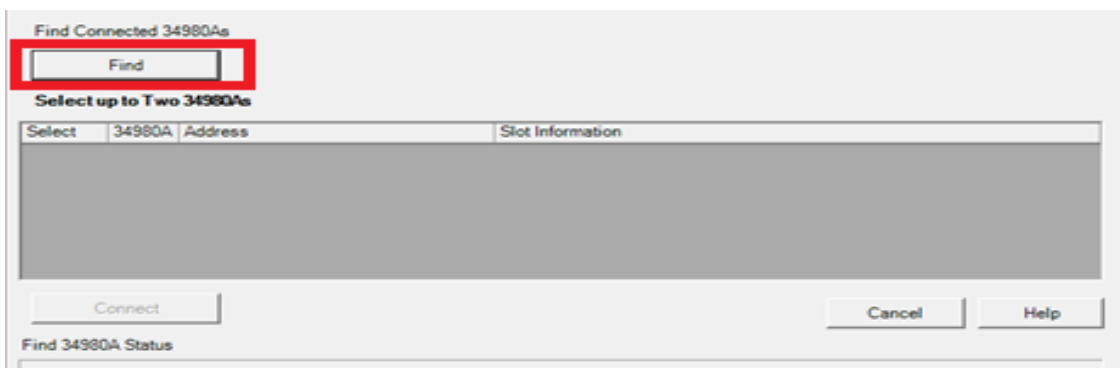 Find Connected 34980As
Find
Select up to Two 34980As
Select 34980A Address Slot Information
Connect
Cancel Help
Find 34980A Status